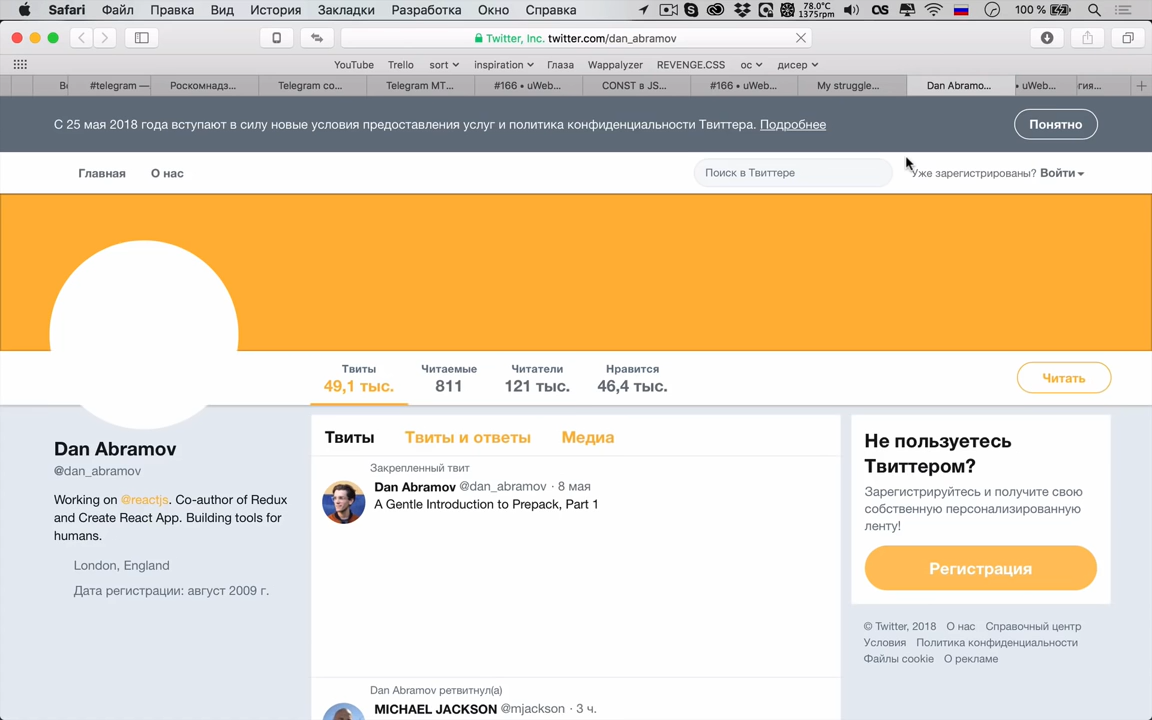 Safari Файл Правка Вид История Закладки Разработка Окно Справка 78.0°C 1375rpm 100 %
Twitter, Inc. twitter.com/dan_abramov
YouTube Trello sort inspiration Глаза Wappalyzer REVENGE.CSS ос дисер
#telegram — Роскомнадз... Telegram co... Telegram MT... #166 • uWeb... CONST в JS... #166 • uWeb... My struggle... Dan Abramo... • uWeb... гия...
С 25 мая 2018 года вступают в силу новые условия предоставления услуг и политика конфиденциальности Твиттера. Подробнее
Понятно
Главная О нас Поиск в Твиттере Уже зарегистрированы? Войти
Твиты Читаемые Читатели Нравится
49,1 тыс. 811 121 тыс. 46,4 тыс.
Читать
Dan Abramov
@dan_abramov
Working on @reactjs. Co-author of Redux
and Create React App. Building tools for
humans.
London, England
Дата регистрации: август 2009 г.
Твиты Твиты и ответы Медиа
Закрепленный твит
Dan Abramov @dan_abramov · 8 мая
A Gentle Introduction to Prepack, Part 1
Dan Abramov ретвитнул(а)
MICHAEL JACKSON @mjackson · 3 ч.
Не пользуетесь
Твиттером?
Зарегистрируйтесь и получите свою
собственную персонализированную
ленту!
Регистрация
© Twitter, 2018 О нас Справочный центр
Условия Политика конфиденциальности
Файлы cookie О рекламе